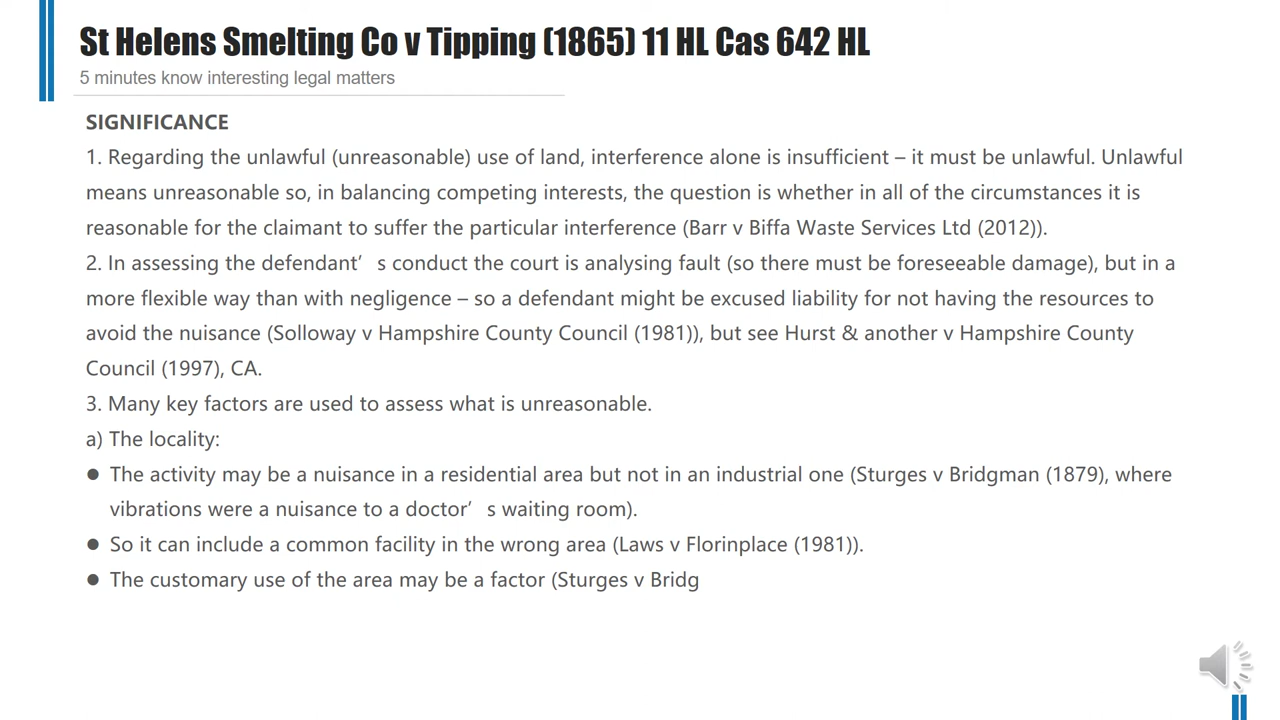 St Helens Smelting Co v Tipping (1865) 11 HL Cas 642 HL
5 minutes know interesting legal matters
SIGNIFICANCE
1. Regarding the unlawful (unreasonable) use of land, interference alone is insufficient – it must be unlawful. Unlawful
means unreasonable so, in balancing competing interests, the question is whether in all of the circumstances it is
reasonable for the claimant to suffer the particular interference (Barr v Biffa Waste Services Ltd (2012)).
2. In assessing the defendant’s conduct the court is analysing fault (so there must be foreseeable damage), but in a
more flexible way than with negligence – so a defendant might be excused liability for not having the resources to
avoid the nuisance (Solloway v Hampshire County Council (1981)), but see Hurst & another v Hampshire County
Council (1997), CA.
3. Many key factors are used to assess what is unreasonable.
a) The locality:
● The activity may be a nuisance in a residential area but not in an industrial one (Sturges v Bridgman (1879), where
vibrations were a nuisance to a doctor’s waiting room).
● So it can include a common facility in the wrong area (Laws v Florinplace (1981)).
● The customary use of the area may be a factor (Sturges v Bridg